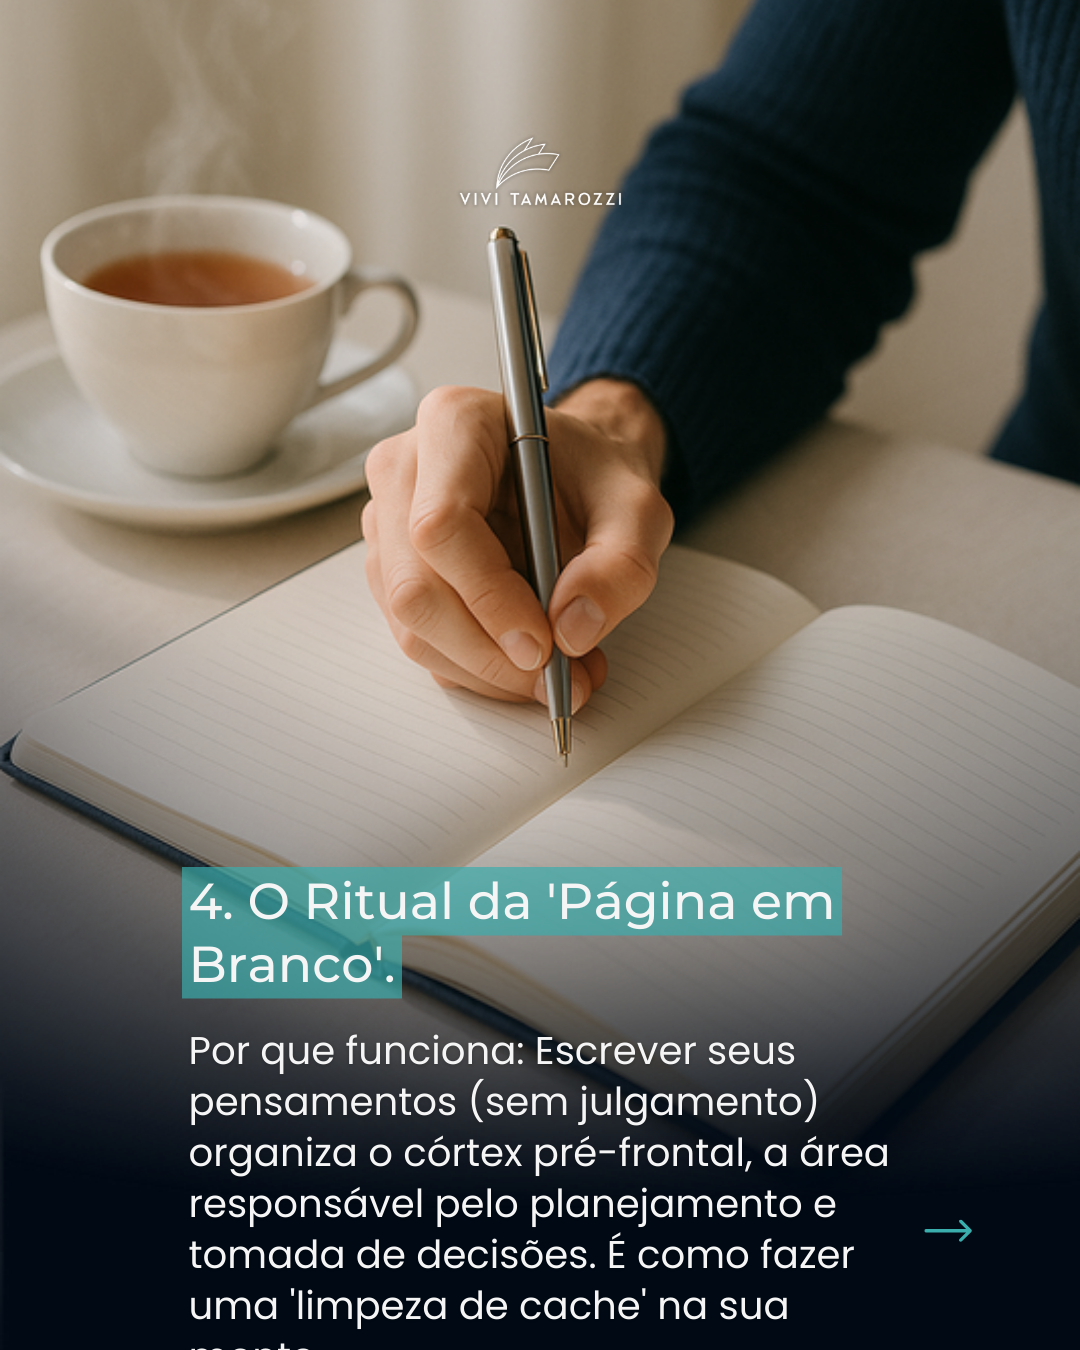 VIVI TAMAROZZI
4. O Ritual da 'Página em
Branco'.
Por que funciona: Escrever seus
pensamentos (sem julgamento)
organiza o córtex pré-frontal, a área
responsável pelo planejamento e
tomada de decisões. É como fazer
uma 'limpeza de cache' na sua